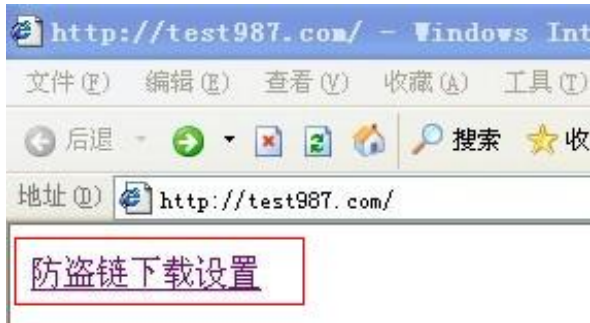 http://test987.com/ - Windows Int
文件(F) 编辑(E) 查看(V) 收藏(A) 工具(T)
后退 搜索 收
地址(D) http://test987.com/
防盗链下载设置